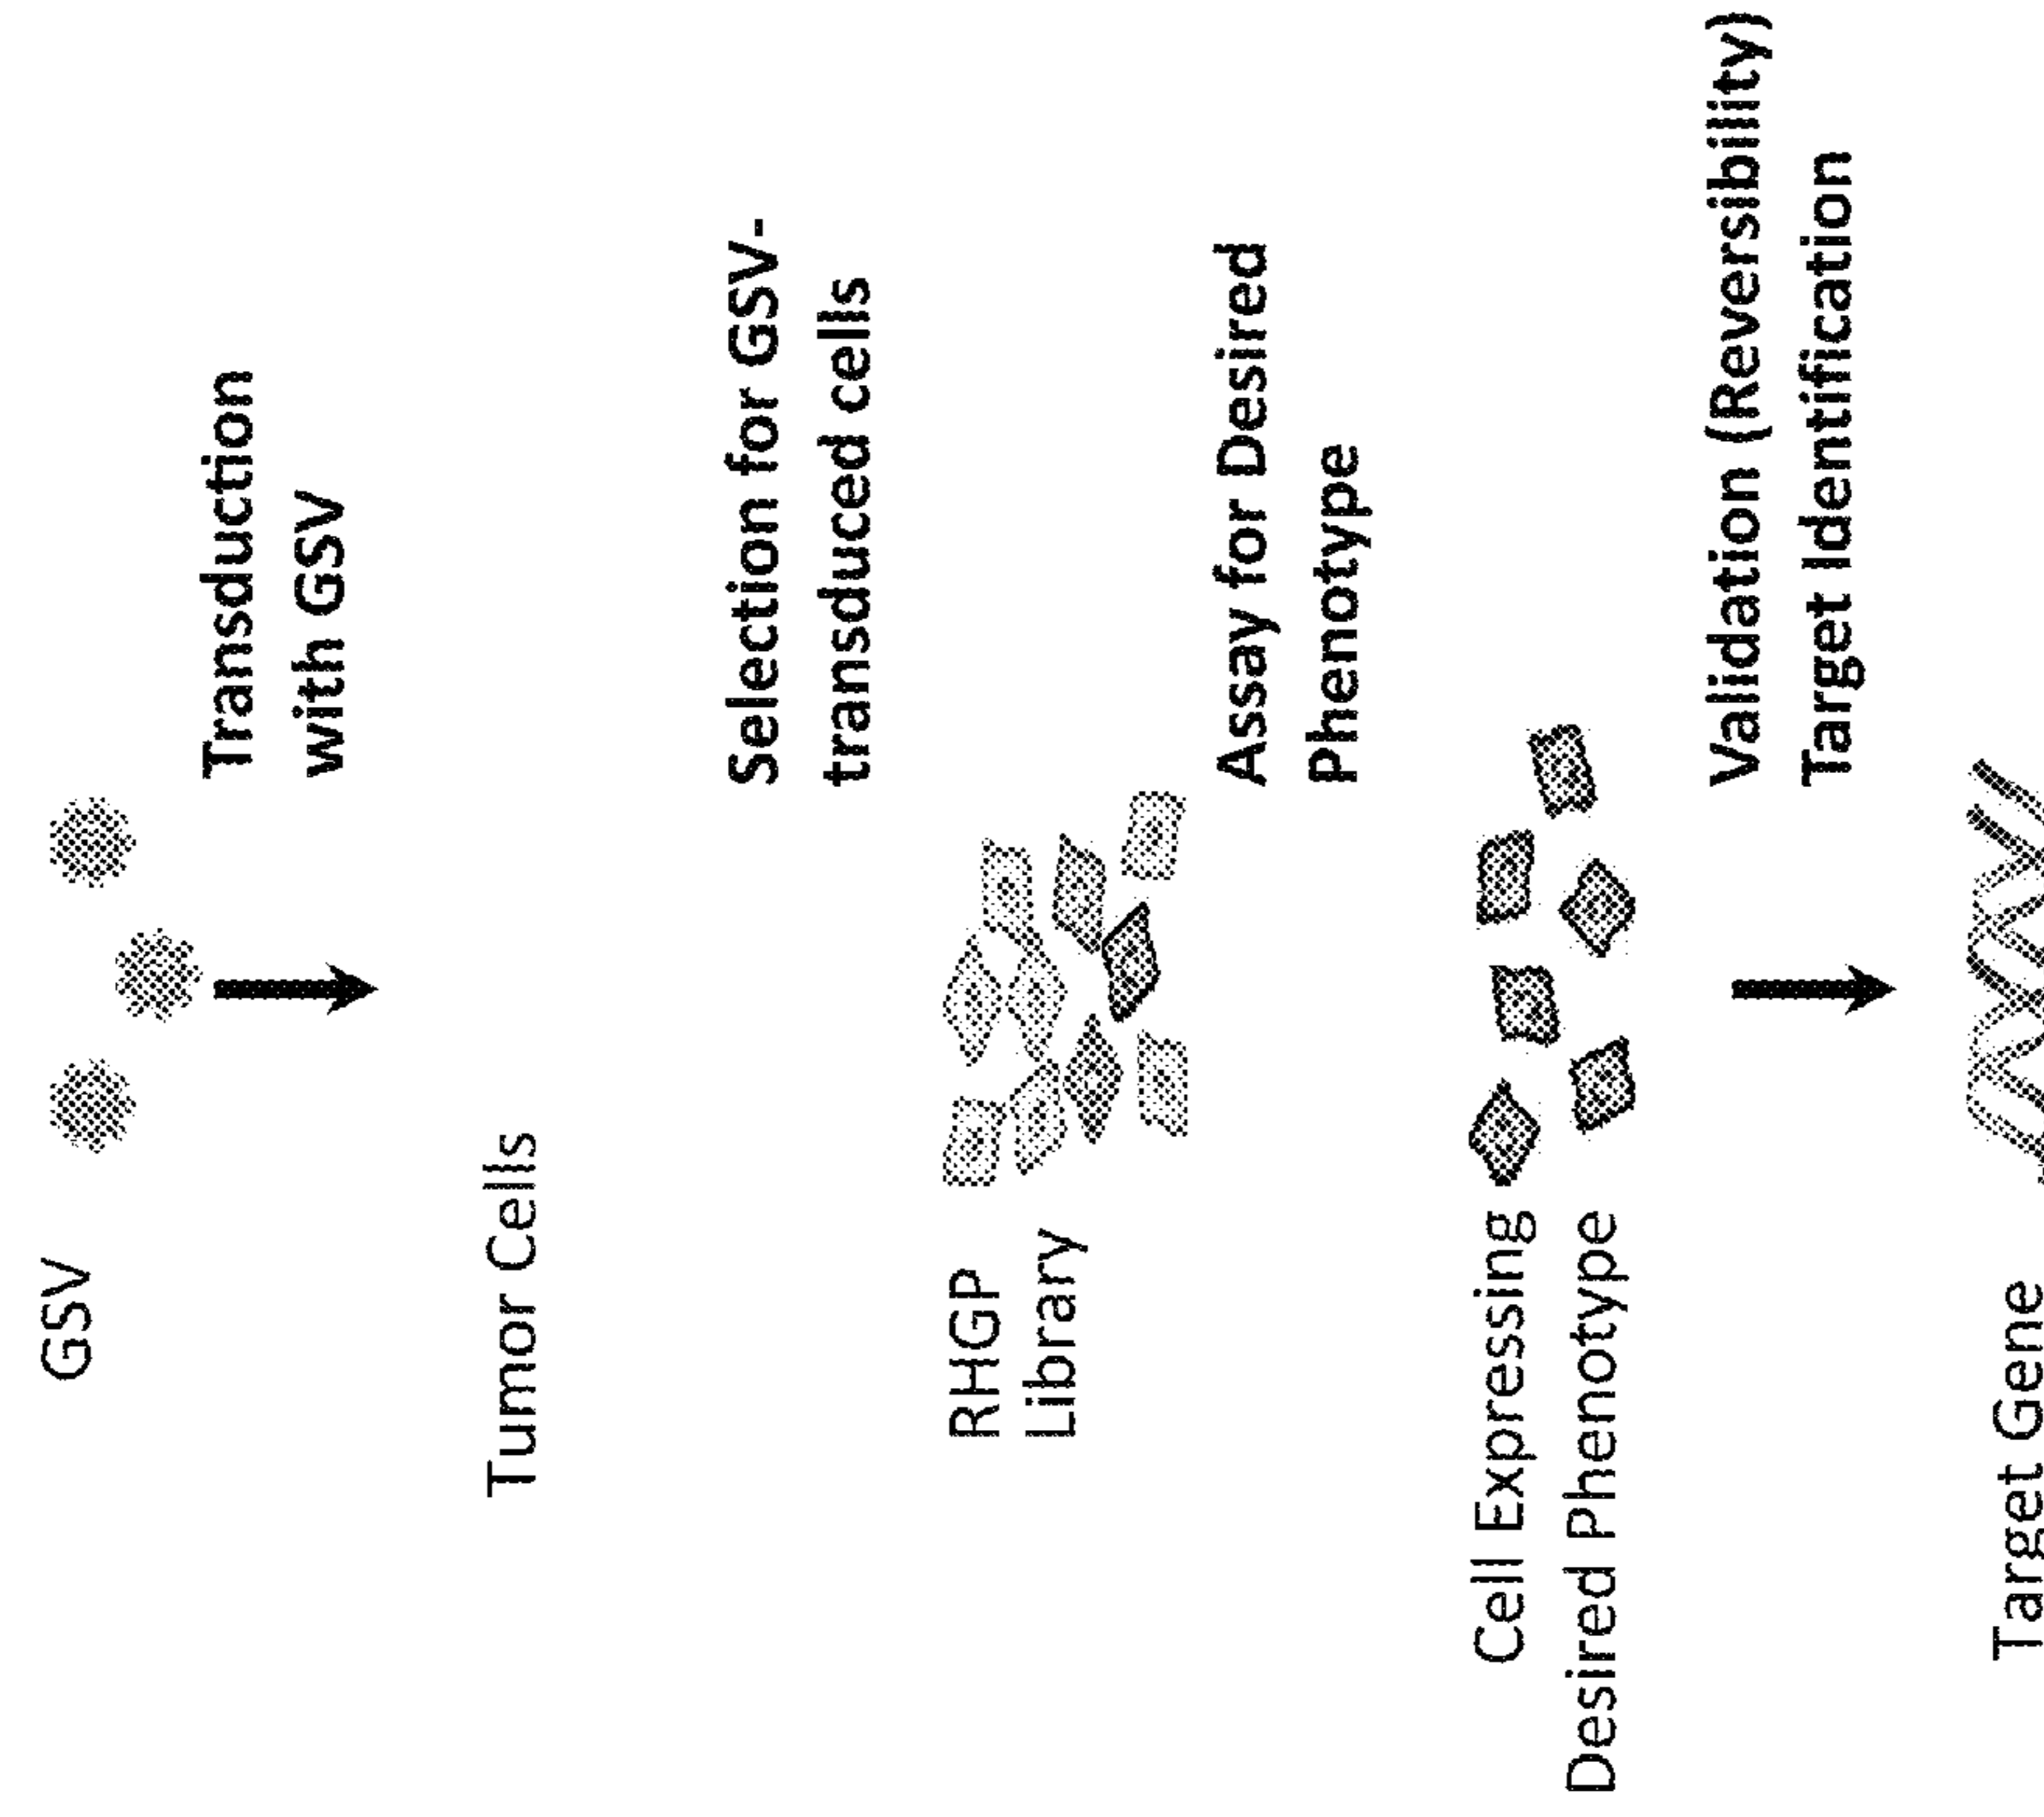 GSV
Transduction
with GSV
Tumor Cells
Selection for GSV-
transduced cells
RHGP
Library
Assay for Desired
Phenotype
Cell Expressing
Desired Phenotype
Validation (Reversibility)
Target Identification
Target Gene